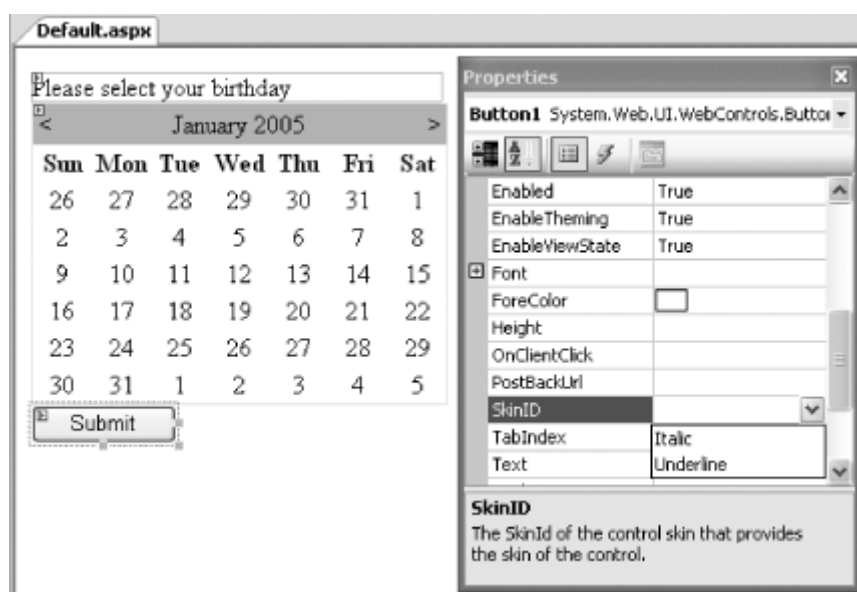 Default.aspx
Please select your birthday
< January 2005 >
Sun Mon Tue Wed Thu Fri Sat
26 27 28 29 30 31 1
2 3 4 5 6 7 8
9 10 11 12 13 14 15
16 17 18 19 20 21 22
23 24 25 26 27 28 29
30 31 1 2 3 4 5
Submit
Properties
Button1 System.Web.UI.WebControls.Button
Enabled True
EnableTheming True
EnableViewState True
Font
ForeColor
Height
OnClientClick
PostBackUrl
SkinID
TabIndex Italic
Text Underline
SkinID
The SkinId of the control skin that provides
the skin of the control.